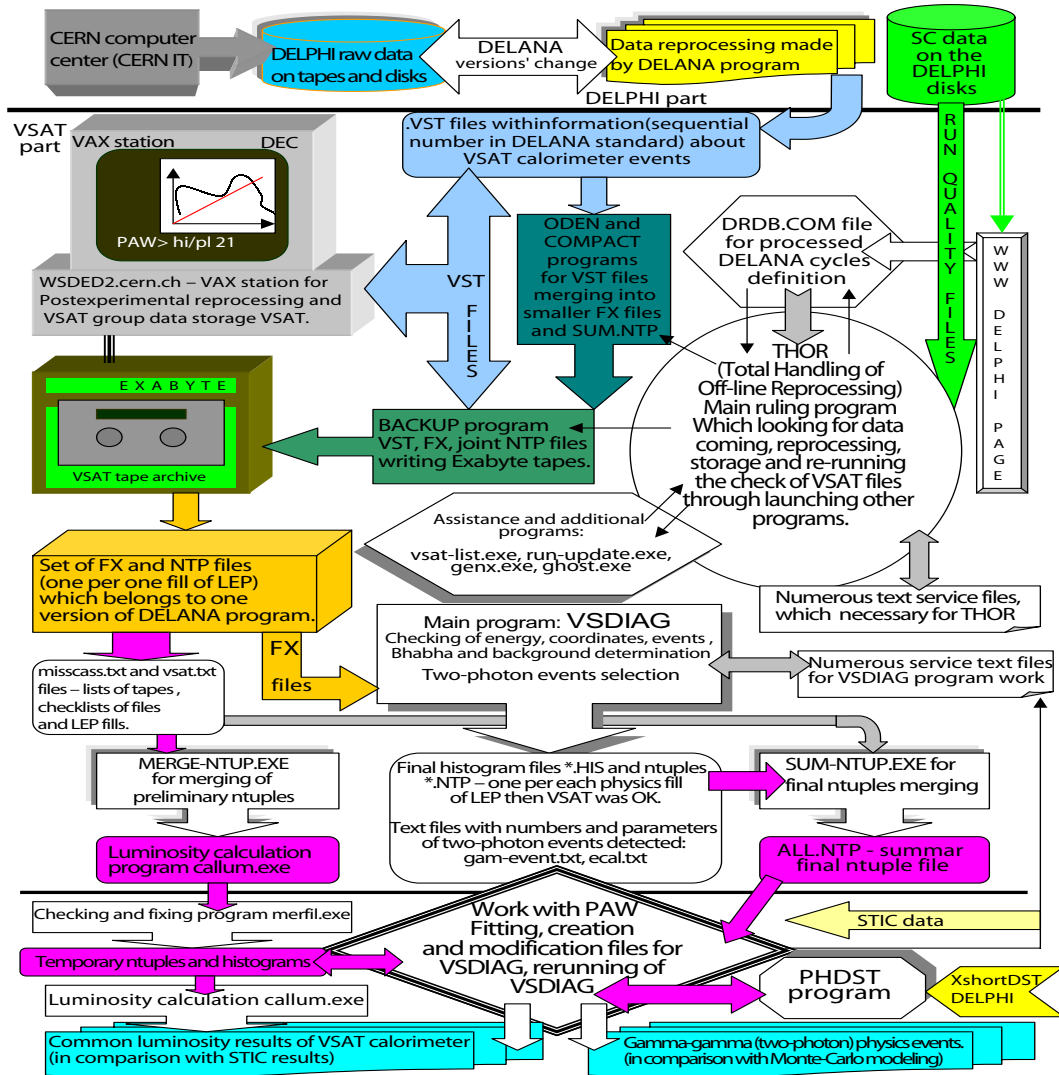 CERN computer
center (CERN IT)
DELPHI raw data
on tapes and disks
DELANA
versions' change
Data reprocessing made
by DELANA program
SC data
on the
DELPHI
disks
DELPHI part
VSAT
part
VAX station
DEC
PAW> hi/pl 21
WSDED2.cern.ch – VAX station for
Postexperimental reprocessing and
VSAT group data storage VSAT.
.VST files withinformation(sequential
number in DELANA standard) about
VSAT calorimeter events
VST FILES
ODEN and
COMPACT
programs
for VST files
merging into
smaller FX files
and SUM.NTP
DRDB.COM file
for processed
DELANA cycles
definition
RUN QUALITY FILES
WWW DELPHI PAGE
THOR
(Total Handling of
Off-line Reprocessing)
Main ruling program
Which looking for data
coming, reprocessing,
storage and re-running
the check of VSAT files
through launching other
programs.
EXABYTE
VSAT tape archive
BACKUP program
VST, FX, joint NTP files
writing Exabyte tapes.
Assistance and additional
programs:
vsat-list.exe, run-update.exe,
genx.exe, ghost.exe
Set of FX and NTP files
(one per one fill of LEP)
which belongs to one
version of DELANA program.
Numerous text service files,
which necessary for THOR
Main program: VSDIAG
Checking of energy, coordinates, events ,
Bhabha and background determination
Two-photon events selection
FX
files
Numerous service text files
for VSDIAG program work
misscass.txt and vsat.txt
files – lists of tapes ,
checklists of files
and LEP fills.
MERGE-NTUP.EXE
for merging of
preliminary ntuples
Final histogram files *.HIS and ntuples
*.NTP – one per each physics fill
of LEP then VSAT was OK.
Text files with numbers and parameters
of two-photon events detected:
gam-event.txt, ecal.txt
SUM-NTUP.EXE for
final ntuples merging
Luminosity calculation
program callum.exe
ALL.NTP - summar
final ntuple file
Checking and fixing program merfil.exe
Work with PAW
Fitting, creation
and modification files for
VSDIAG, rerunning of
VSDIAG
STIC data
Temporary ntuples and histograms
PHDST
program
XshortDST
DELPHI
Luminosity calculation callum.exe
Common luminosity results of VSAT calorimeter
(in comparison with STIC results)
Gamma-gamma (two-photon) physics events.
(in comparison with Monte-Carlo modeling)